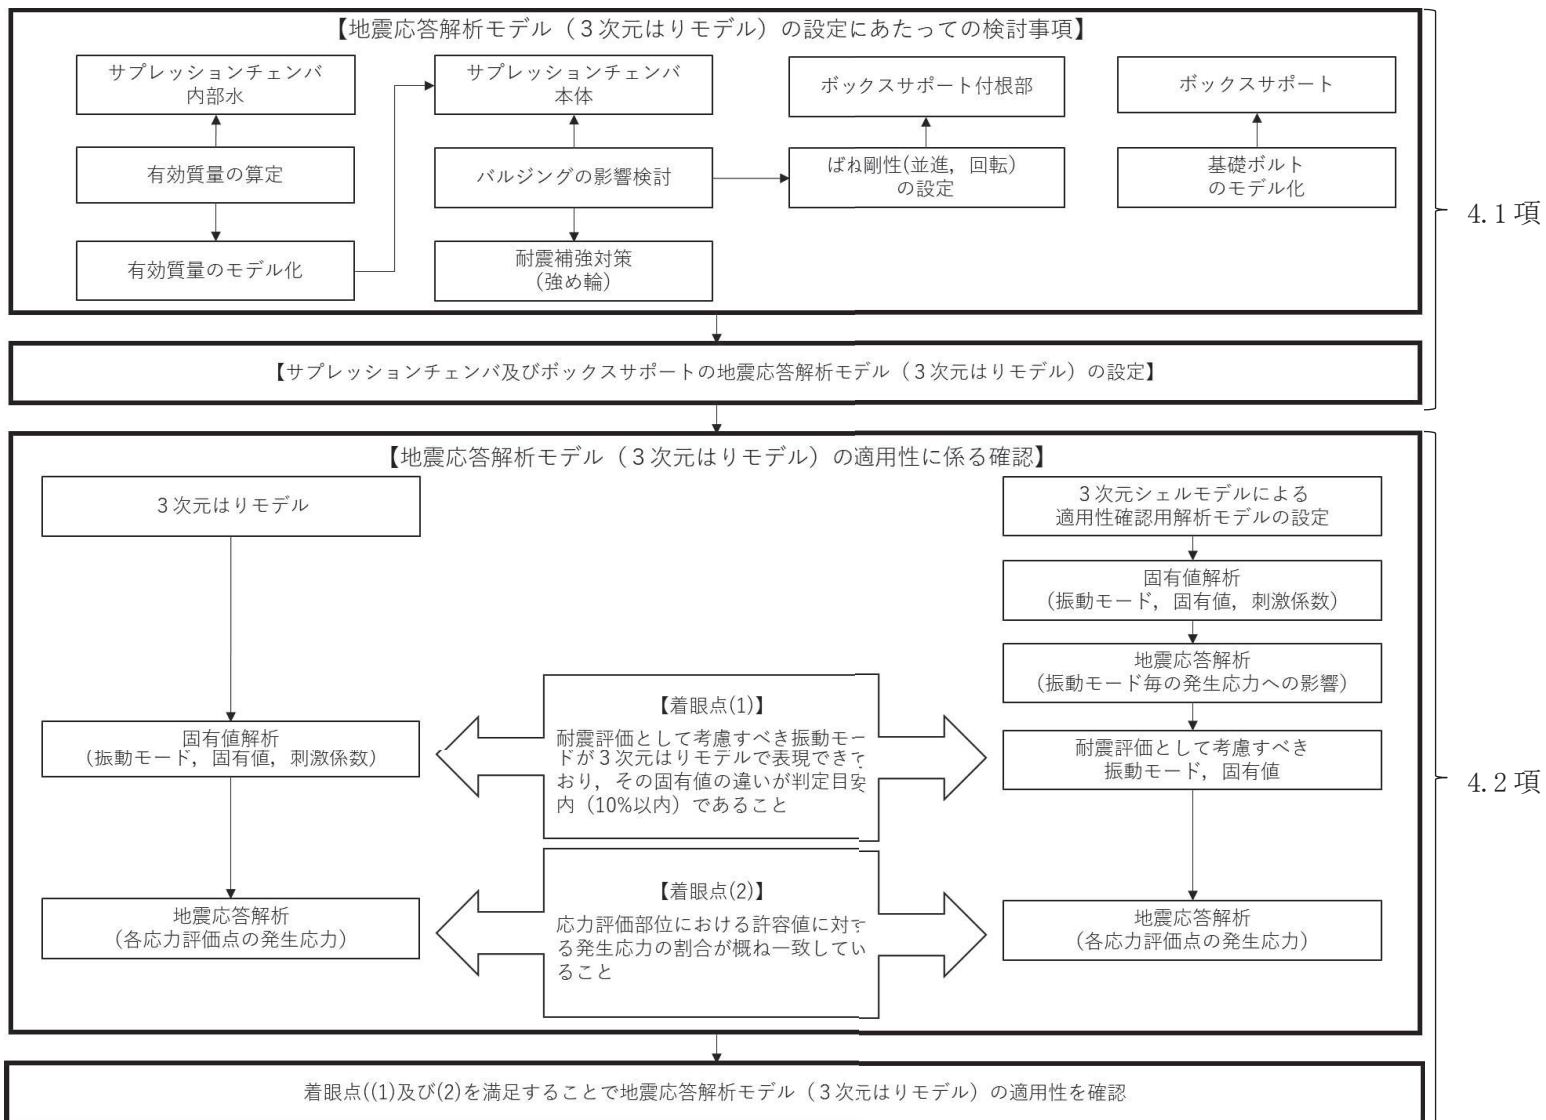 【地震応答解析モデル（３次元はりモデル）の設定にあたっての検討事項】
サプレッションチェンバ
内部水
サプレッションチェンバ
本体
ボックスサポート付根部
ボックスサポート
有効質量の算定
バルジングの影響検討
ばね剛性(並進，回転)
の設定
基礎ボルト
のモデル化
有効質量のモデル化
耐震補強対策
(強め輪)
4.1 項
【サプレッションチェンバ及びボックスサポートの地震応答解析モデル（３次元はりモデル）の設定】
【地震応答解析モデル（３次元はりモデル）の適用性に係る確認】
３次元はりモデル
３次元シェルモデルによる
適用性確認用解析モデルの設定
固有値解析
(振動モード，固有値，刺激係数)
地震応答解析
(振動モード毎の発生応力への影響)
固有値解析
(振動モード，固有値，刺激係数)
【着眼点(1)】
耐震評価として考慮すべき振動モー
ドが３次元はりモデルで表現できて
おり，その固有値の違いが判定目安
内（10%以内）であること
耐震評価として考慮すべき
振動モード，固有値
4.2 項
地震応答解析
(各応力評価点の発生応力)
【着眼点(2)】
応力評価部位における許容値に対す
る発生応力の割合が概ね一致してい
ること
地震応答解析
(各応力評価点の発生応力)
着眼点((1)及び(2)を満足することで地震応答解析モデル（３次元はりモデル）の適用性を確認